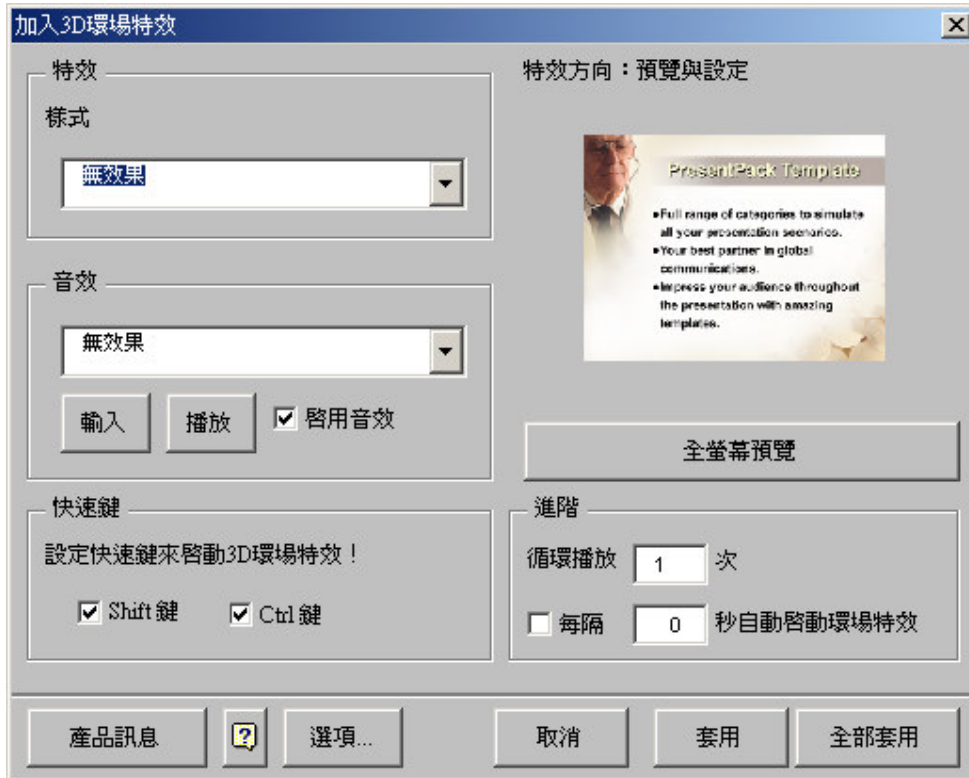 加入3D環場特效
特效
樣式
無效果
音效
無效果
輸入
播放
啓用音效
快速鍵
設定快速鍵來啓動3D環場特效！
Shift 鍵
Ctrl 鍵
特效方向：預覽與設定
PresentPack Template
•Full range of categories to simulate
all your presentation scenarios.
•Your best partner in global
communications.
•Impress your audience throughout
the presentation with amazing
templates.
全螢幕預覽
進階
循環播放 1 次
每隔 0 秒自動啓動環場特效
產品訊息
?
選項...
取消
套用
全部套用